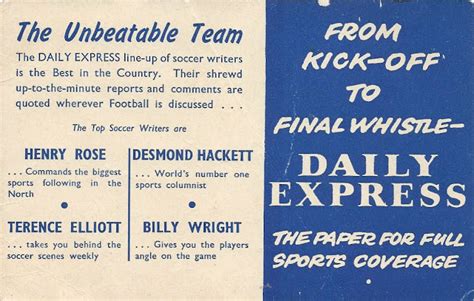 The Unbeatable Team
The DAILY EXPRESS line-up of soccer writers
is the Best in the Country. Their shrewd
up-to-the-minute reports and comments are
quoted wherever Football is discussed . . .
The Top Soccer Writers are
HENRY ROSE
. . . Commands the biggest
sports following in the
North
DESMOND HACKETT
. . . World's number one
sports columnist
TERENCE ELLIOTT
. . . takes you behind the
soccer scenes weekly
BILLY WRIGHT
. . . Gives you the players
angle on the game
FROM
KICK-OFF
TO
FINAL WHISTLE-
DAILY
EXPRESS
THE PAPER FOR FULL
SPORTS COVERAGE